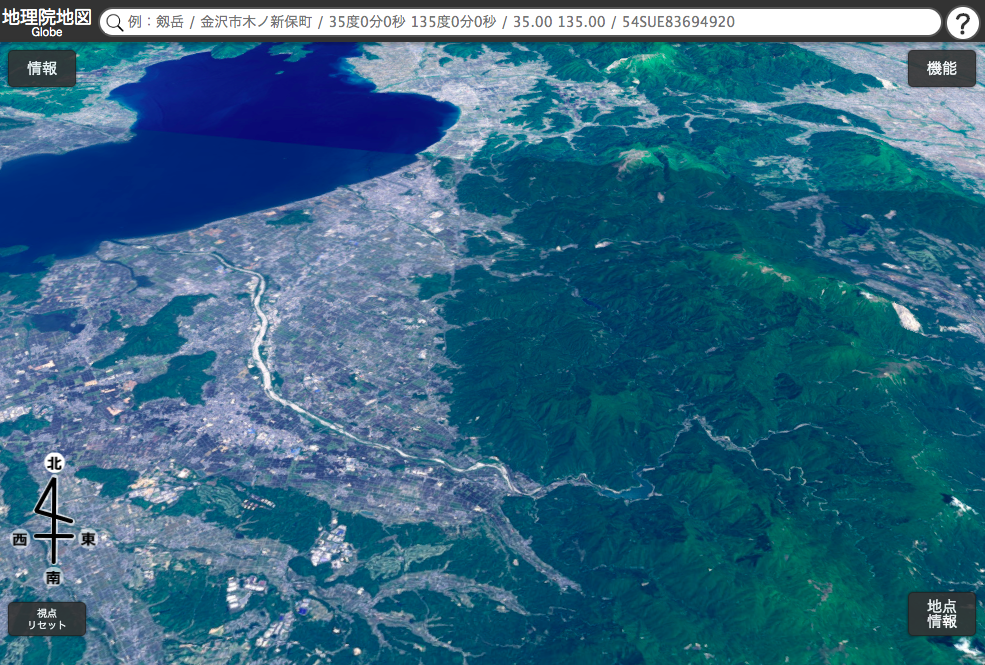 地理院地図
Globe
例：剱岳 / 金沢市木ノ新保町 / 35度0分0秒 135度0分0秒 / 35.00 135.00 / 54SUE83694920
?
情報
機能
北
西
東
南
視点
リセット
地点
情報